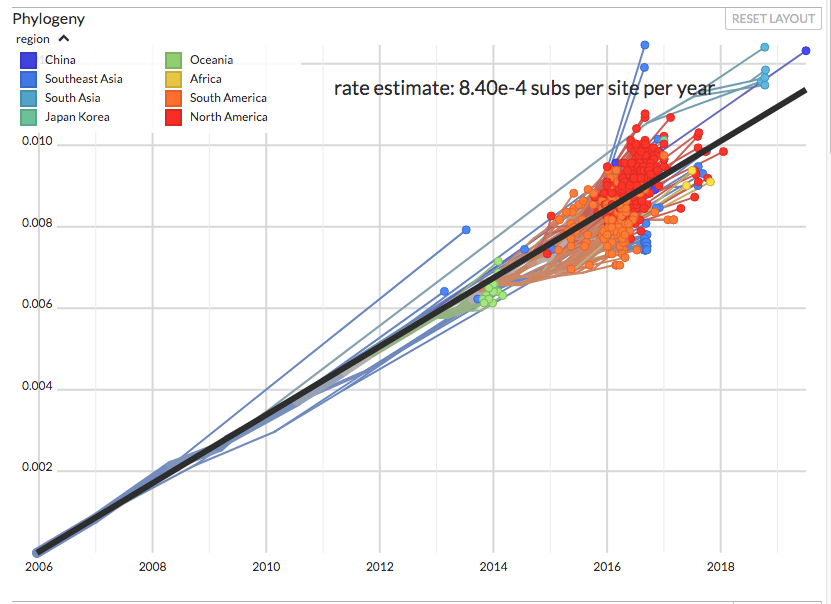 Phylogeny
RESET LAYOUT
region
China
Oceania
Southeast Asia
Africa
South Asia
South America
Japan Korea
North America
rate estimate: 8.40e-4 subs per site per year
0.010
0.008
0.006
0.004
0.002
2006 2008 2010 2012 2014 2016 2018